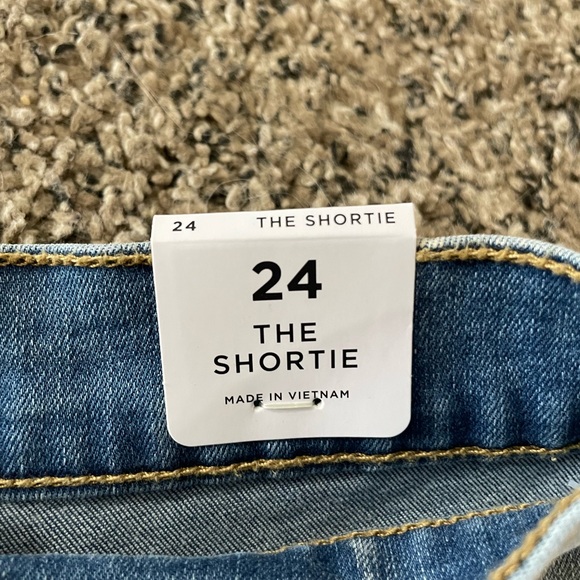 24 THE SHORTIE
24
THE
SHORTIE
MADE IN VIETNAM